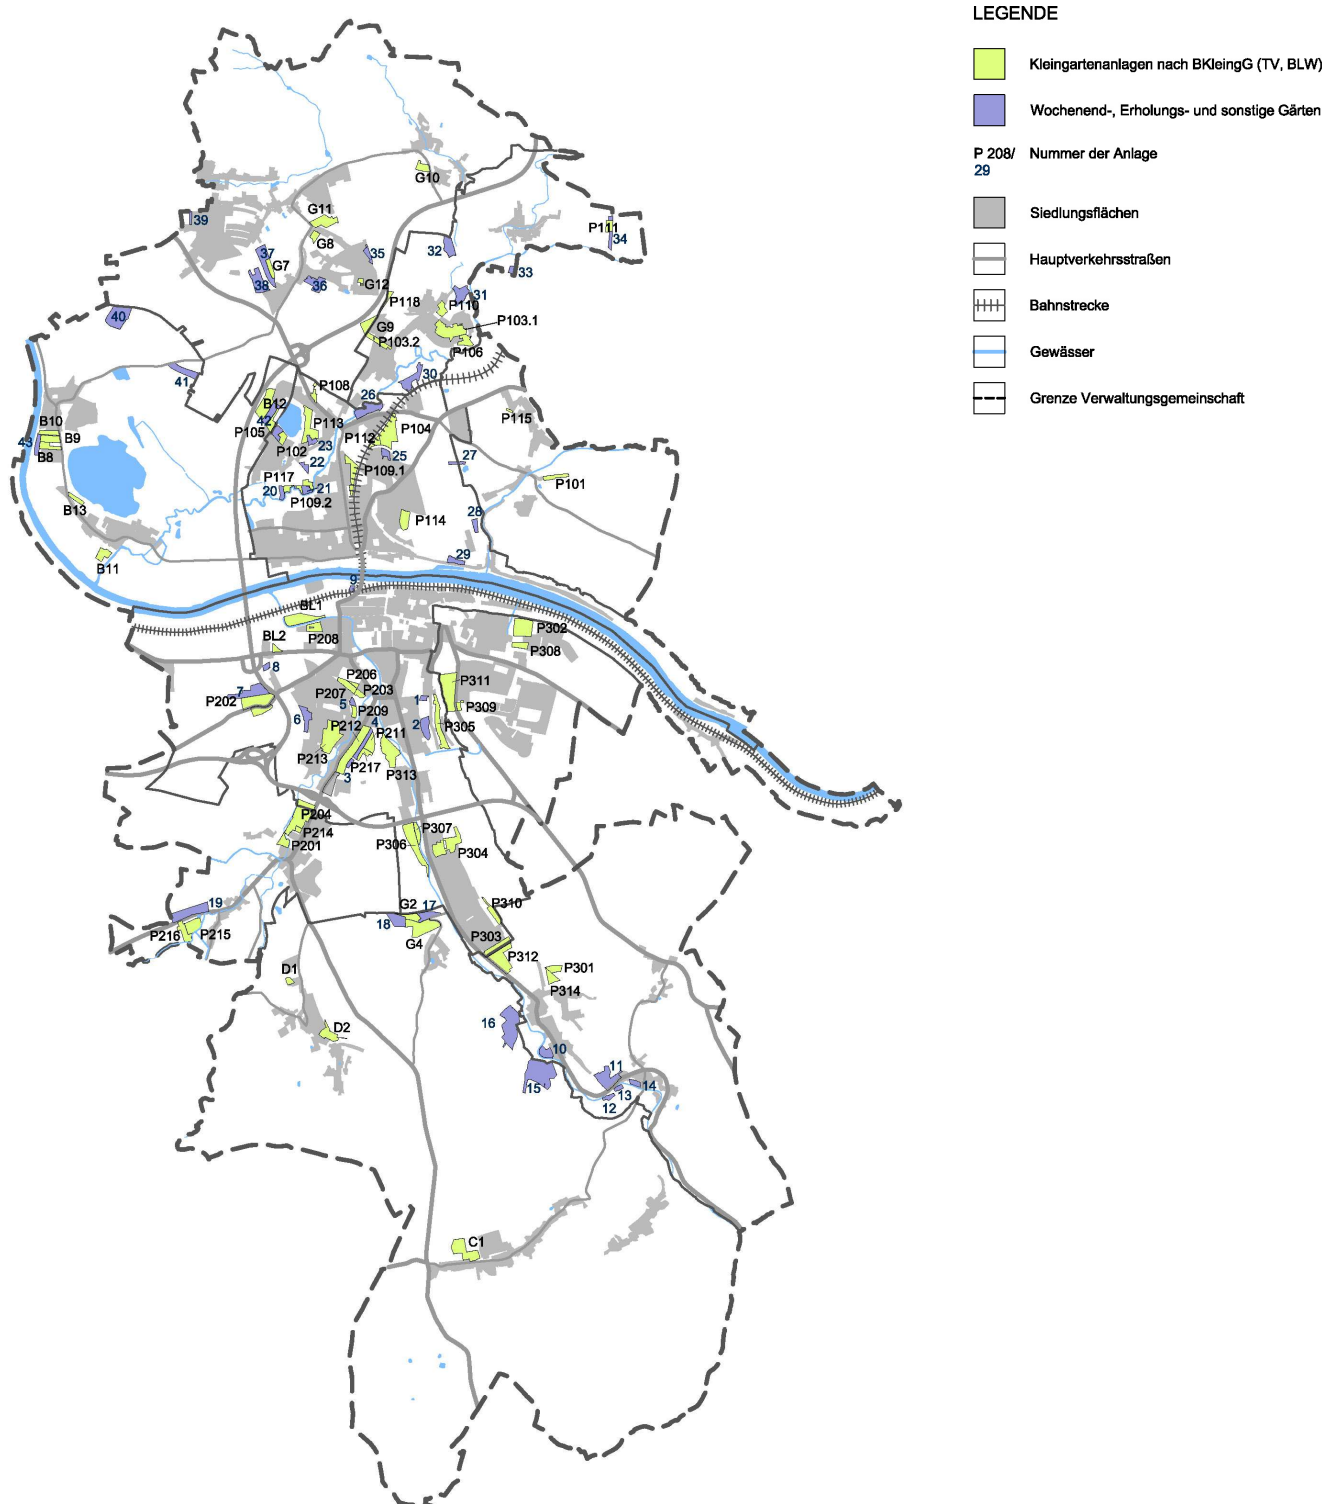 LEGENDE
Kleingartenanlagen nach BKleingG (TV, BLW)
Wochenend-, Erholungs- und sonstige Gärten
P 208/ Nummer der Anlage
29
Siedlungsflächen
Hauptverkehrsstraßen
Bahnstrecke
Gewässer
Grenze Verwaltungsgemeinschaft
G10
39
G11
G8
P111
34
37
G7
35
32
38
36
G12
33
31
P118
P110
40
G9
P103.1
P103.2
P106
41
30
P108
B12
26
42
P113
P115
B10
P105
P104
43
B9
P112
B8
P102
23
25
22
27
P109.1
P117
P101
20
21
B13
P109.2
P114
28
B11
29
9
BL1
P208
P302
BL2
P308
8
P206
P311
7
P207
P203
P202
5
1
P309
6
P209
4
2
P212
P211
P305
P213
P217
3
P313
P204
P307
P214
P306
P201
P304
19
G2
17
P310
18
P216
P215
G4
P303
P312
D1
P301
P314
16
D2
10
11
15
14
13
12
C1